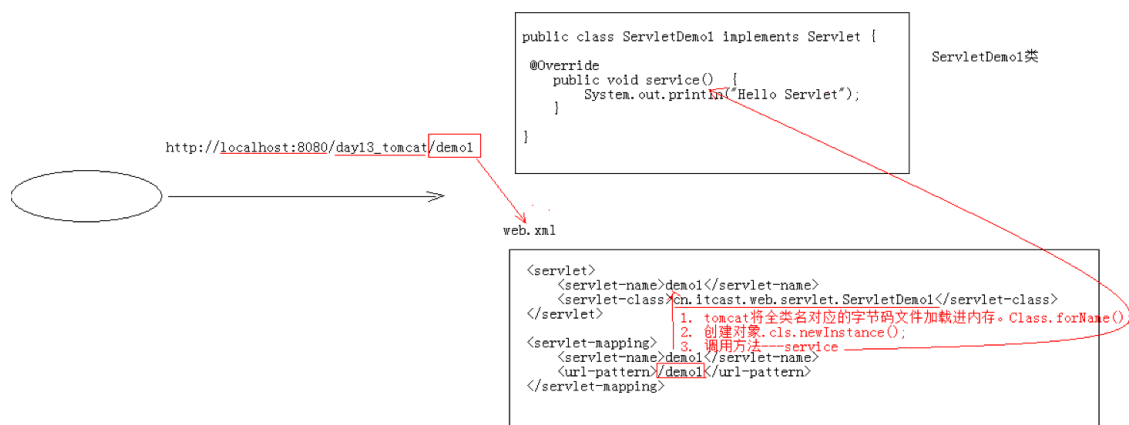 public class ServletDemo1 implements Servlet {
@Override
public void service() {
System.out.println("Hello Servlet");
}
}
ServletDemo1类
http://localhost:8080/day13_tomcat/demo1
web.xml
<servlet>
<servlet-name>demo1</servlet-name>
<servlet-class>cn.itcast.web.servlet.ServletDemo1</servlet-class>
</servlet>
1. tomcat将全类名对应的字节码文件加载进内存。Class.forName()
2. 创建对象.cls.newInstance();
3. 调用方法---service
<servlet-mapping>
<servlet-name>demo1</servlet-name>
<url-pattern>/demo1</url-pattern>
</servlet-mapping>